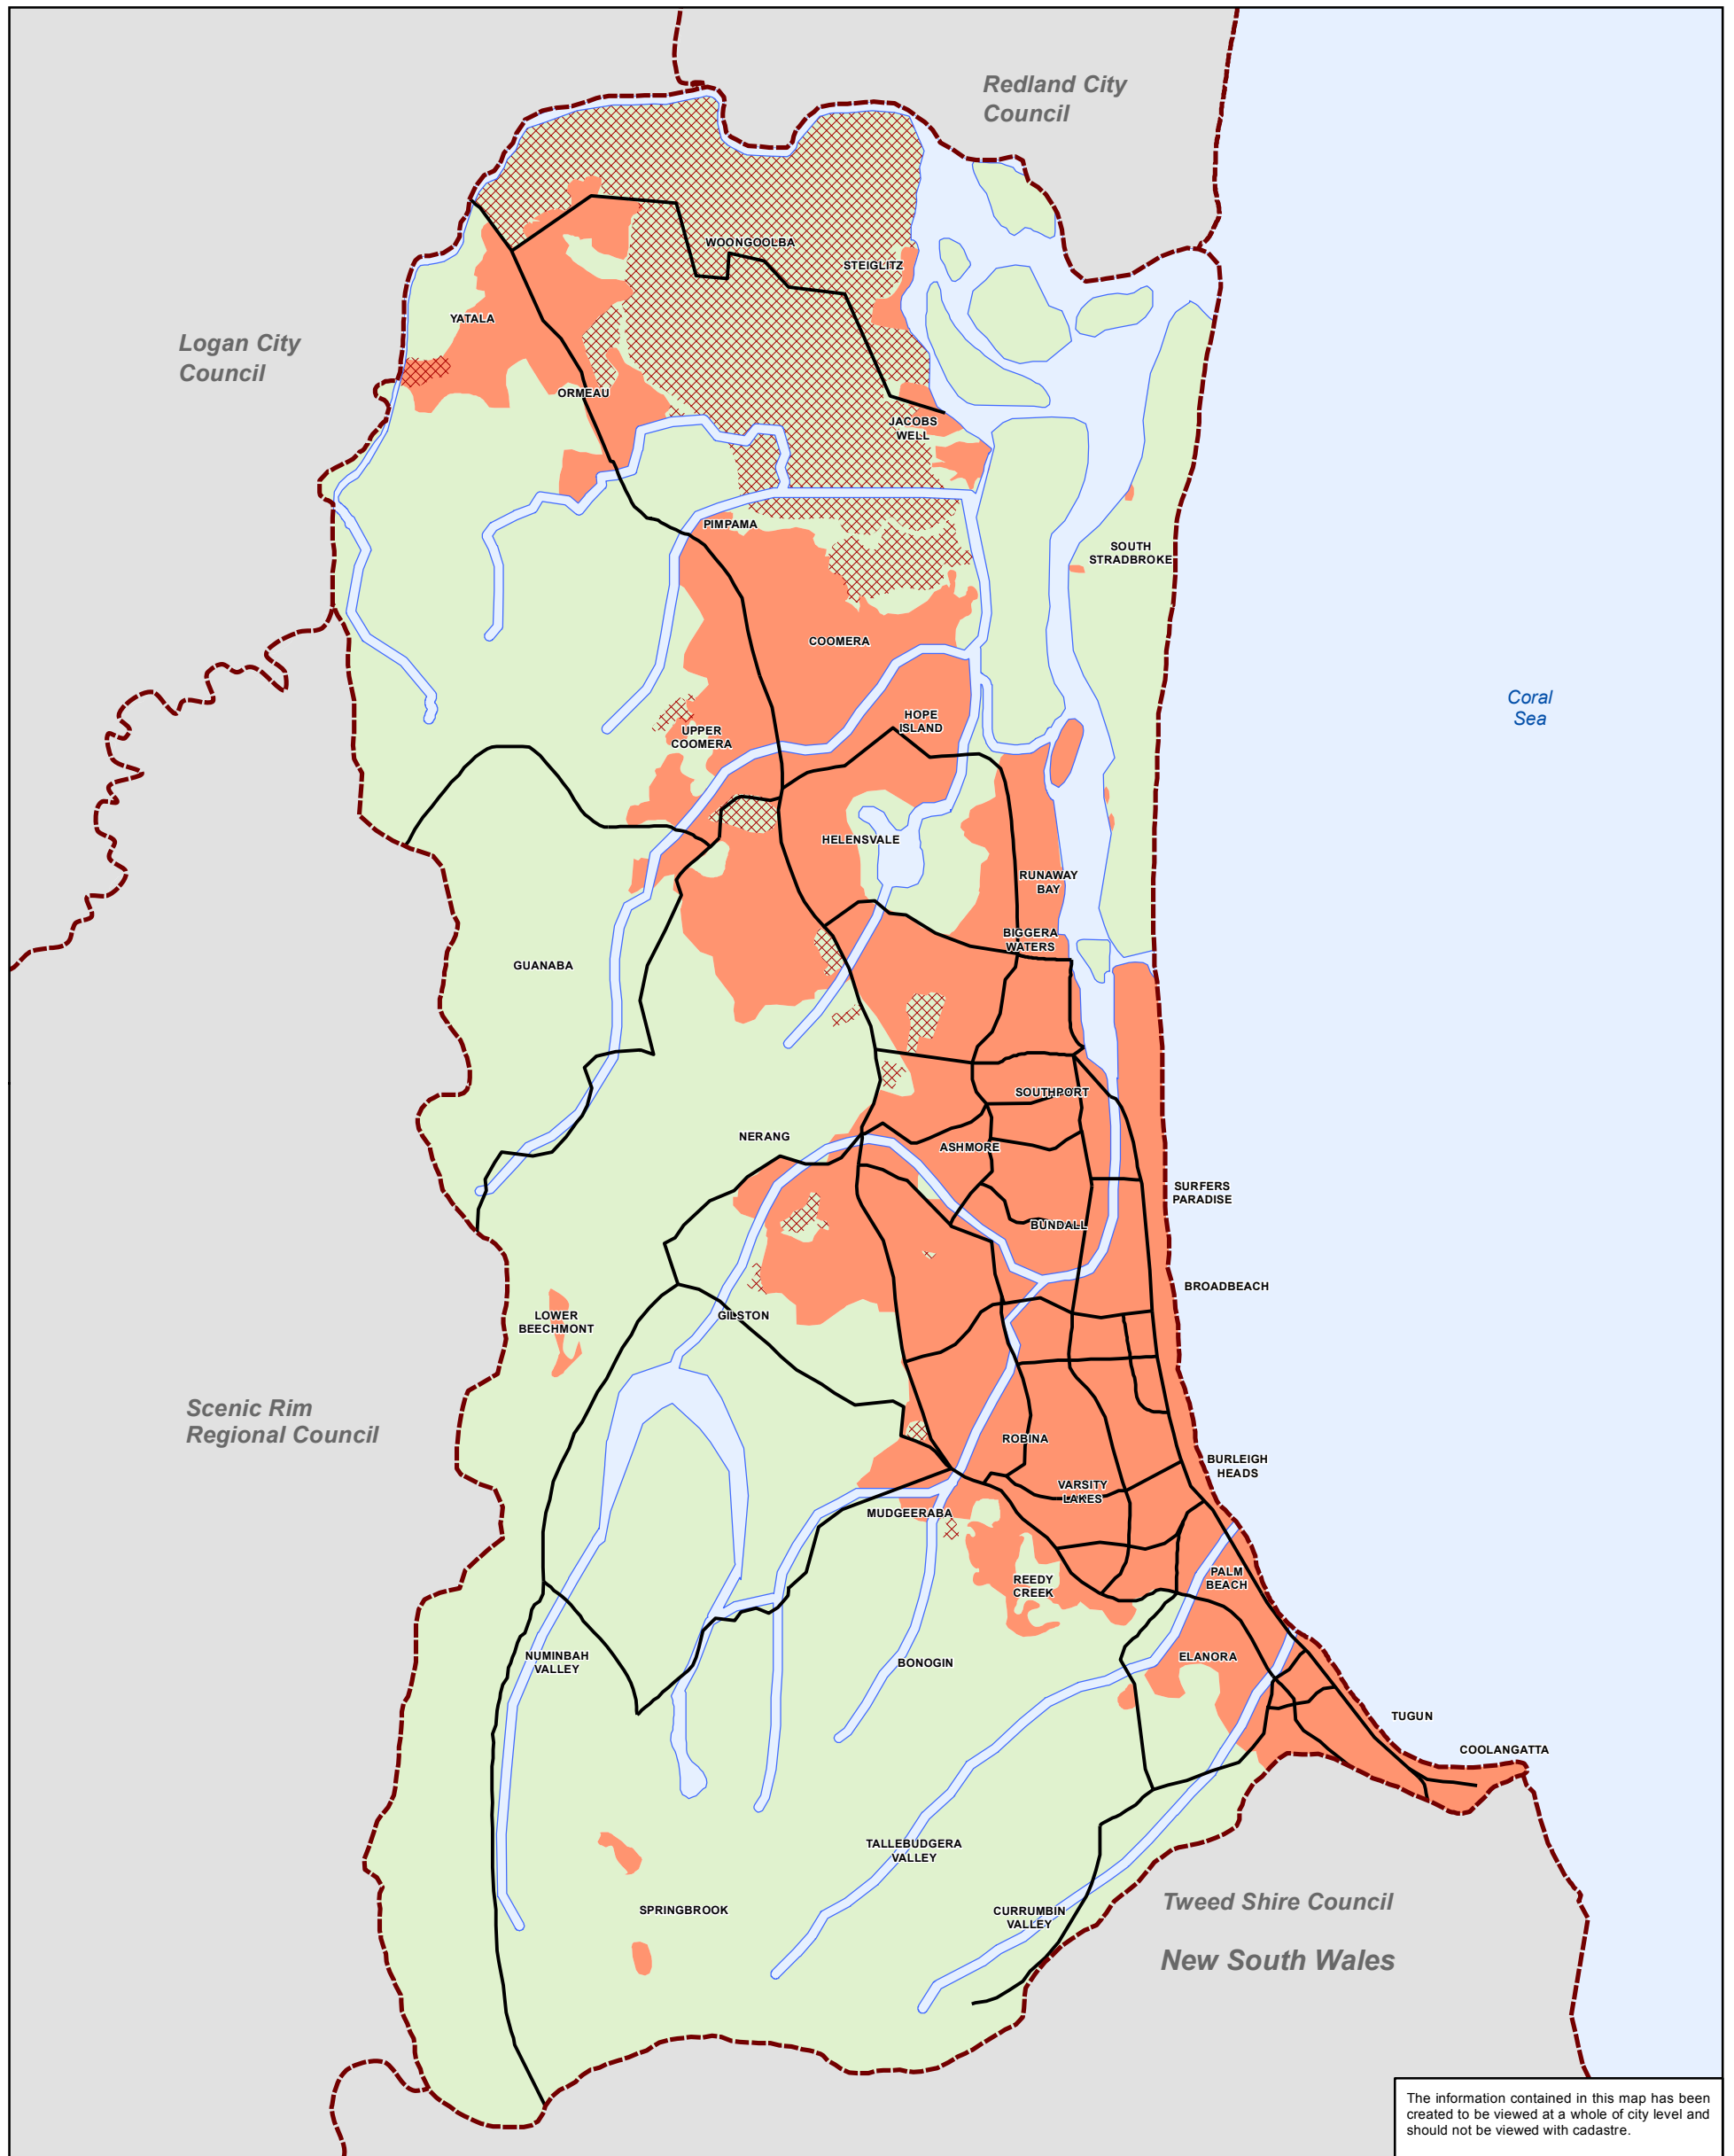 Redland City
Council
WOONGOOLBA
STEIGLITZ
YATALA
Logan City
Council
ORMEAU
JACOBS
WELL
PIMPAMA
SOUTH
STRADBROKE
COOMERA
Coral
Sea
HOPE
ISLAND
UPPER
COOMERA
HELENSVALE
RUNAWAY
BAY
BIGGERA
WATERS
GUANABA
SOUTHPORT
NERANG
ASHMORE
SURFERS
PARADISE
BUNDALL
BROADBEACH
LOWER
BEECHMONT
GILSTON
Scenic Rim
Regional Council
ROBINA
BURLEIGH
HEADS
VARSITY
LAKES
MUDGEERABA
REEDY
CREEK
PALM
BEACH
NUMINBAH
VALLEY
BONOGIN
ELANORA
TUGUN
COOLANGATTA
TALLEBUDGERA
VALLEY
SPRINGBROOK
CURRUMBIN
VALLEY
Tweed Shire Council
New South Wales
The information contained in this map has been
created to be viewed at a whole of city level and
should not be viewed with cadastre.